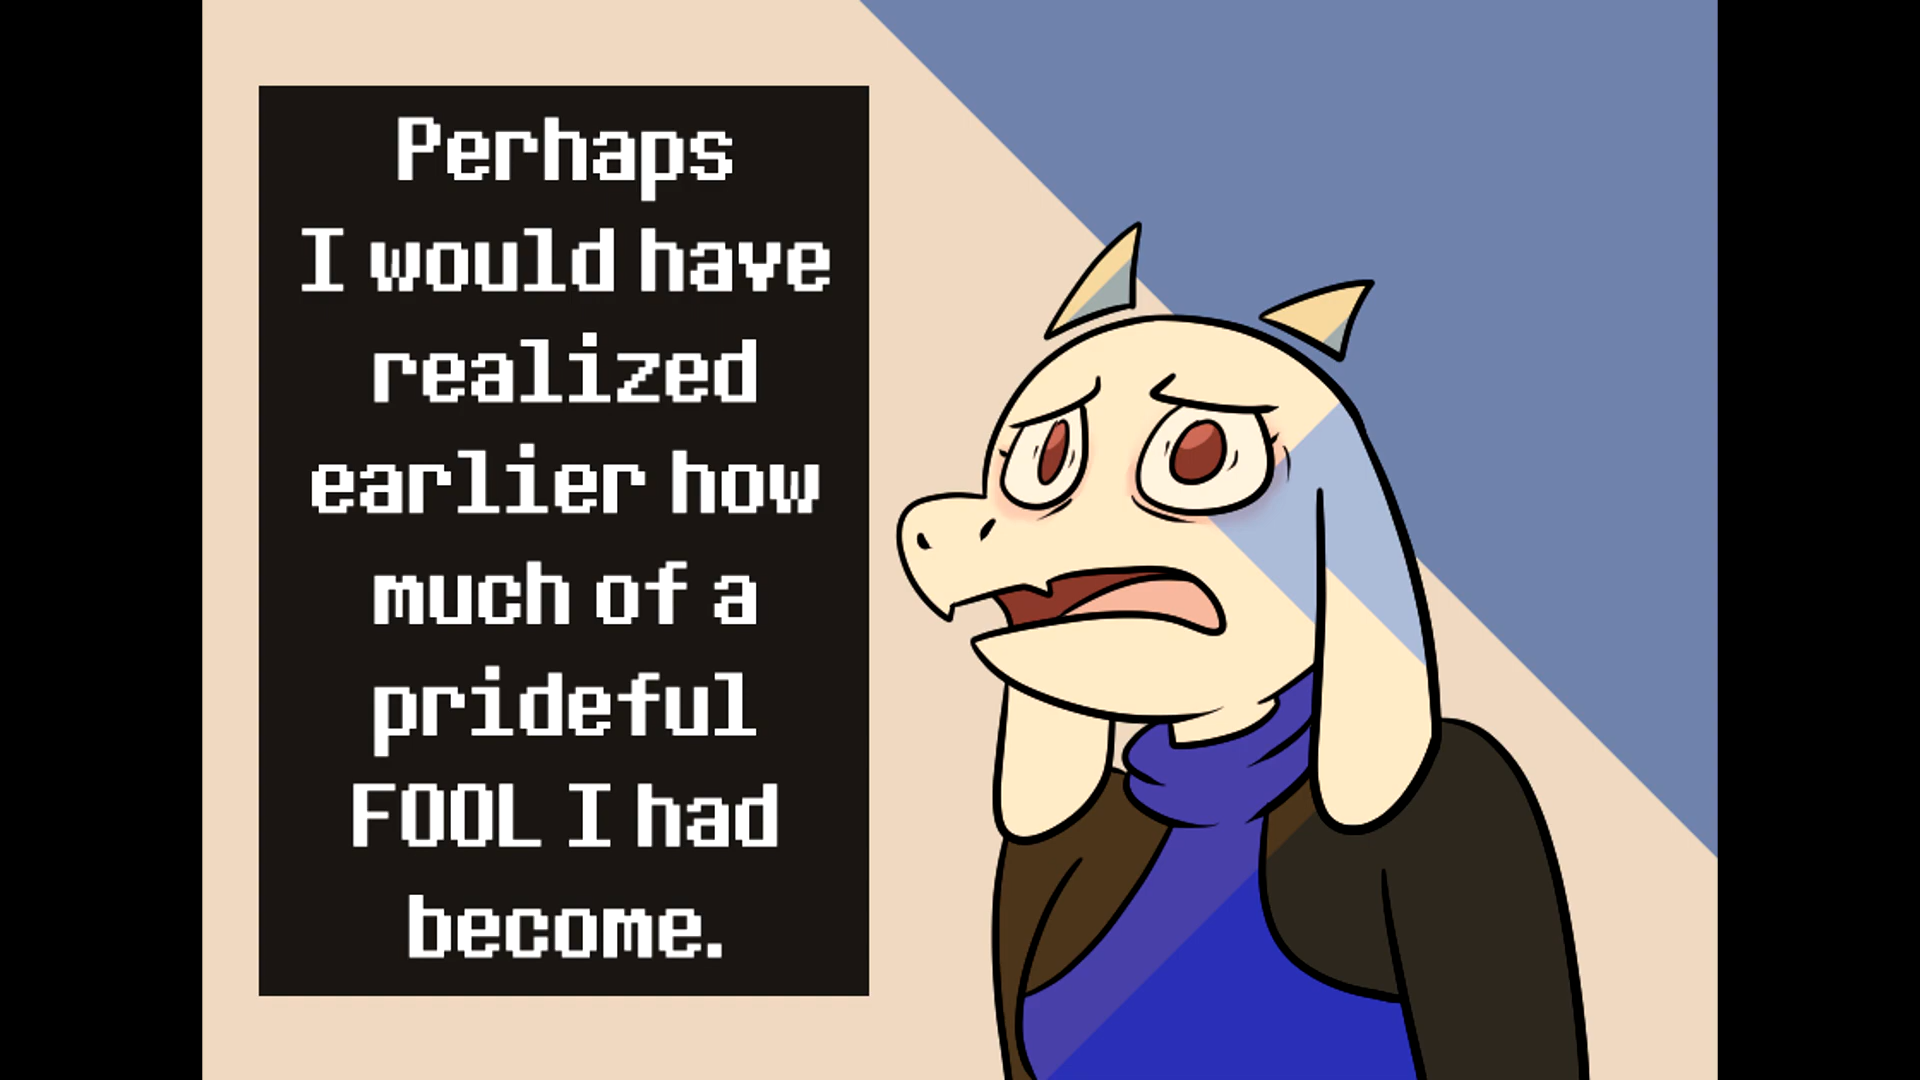 Perhaps
I would have
realized
earlier how
much of a
prideful
FOOL I had
become.